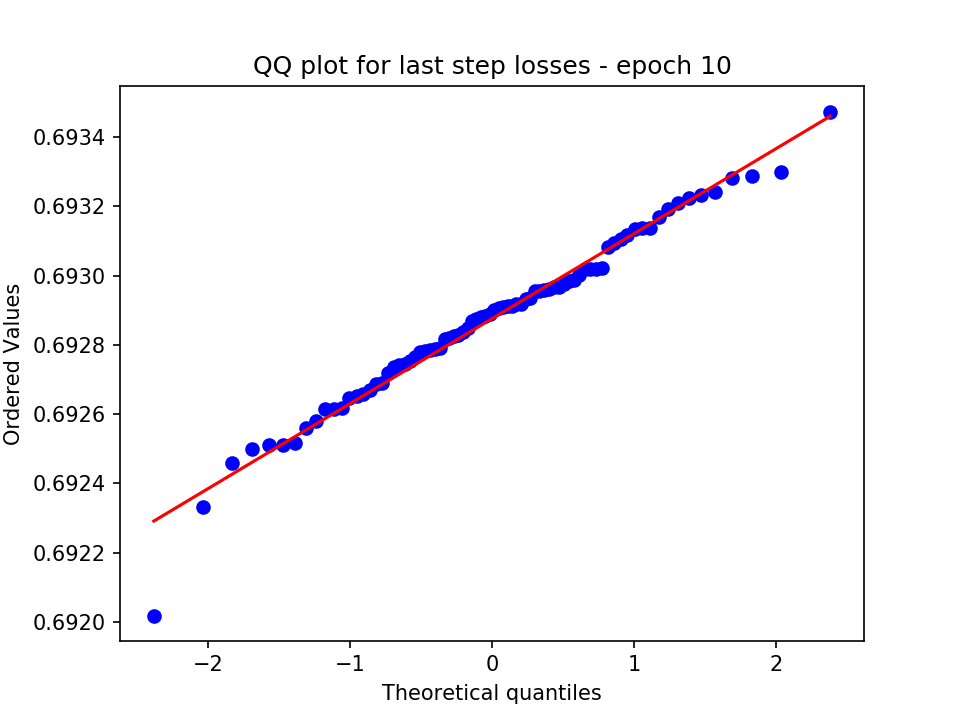 QQ plot for last step losses - epoch 10
Ordered Values
0.6934
0.6932
0.6930
0.6928
0.6926
0.6924
0.6922
0.6920
−2 −1 0 1 2
Theoretical quantiles